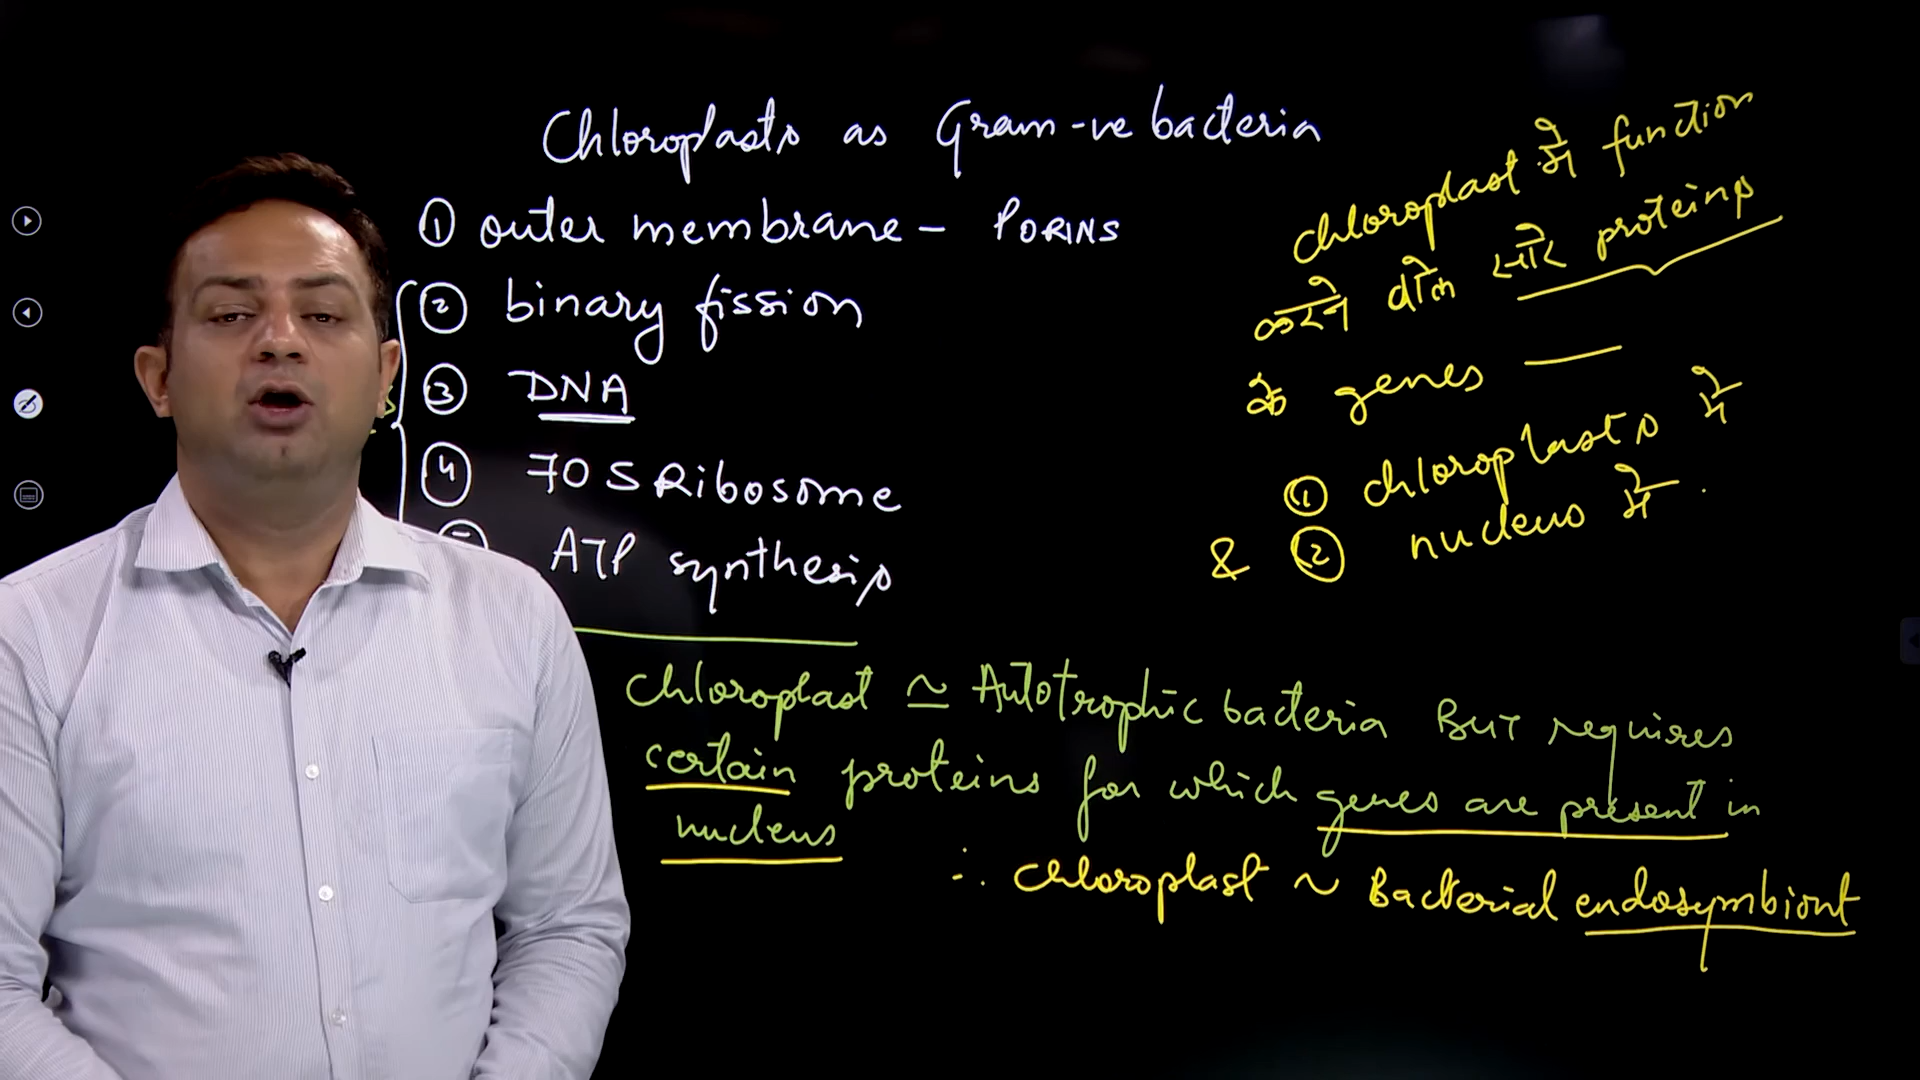 Chloroplasts as Gram -ve bacteria
① outer membrane - PORINS
② binary fission
③ DNA
④ 70S Ribosome
ATP synthesis
chloroplast में function
करने वाले सारे proteins
के genes —
① chloroplasts में
& ② nucleus में.
chloroplast ≃ Autotrophic bacteria BUT requires
certain proteins for which genes are present in
nucleus
∴ chloroplast ~ Bacterial endosymbiont